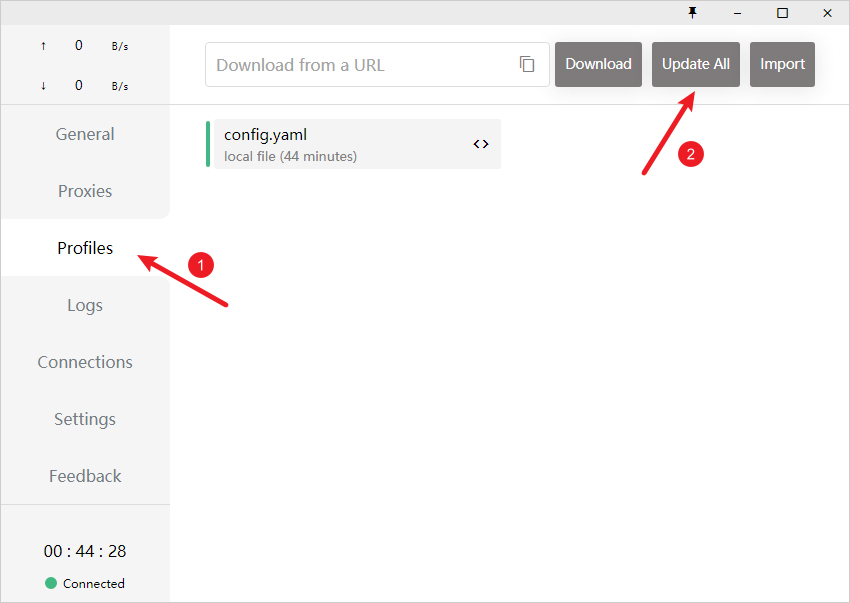 ↑ 0 B/s
↓ 0 B/s
Download from a URL
Download
Update All
Import
General
Proxies
Profiles
Logs
Connections
Settings
Feedback
config.yaml
local file (44 minutes)
<>
1
2
00 : 44 : 28
Connected